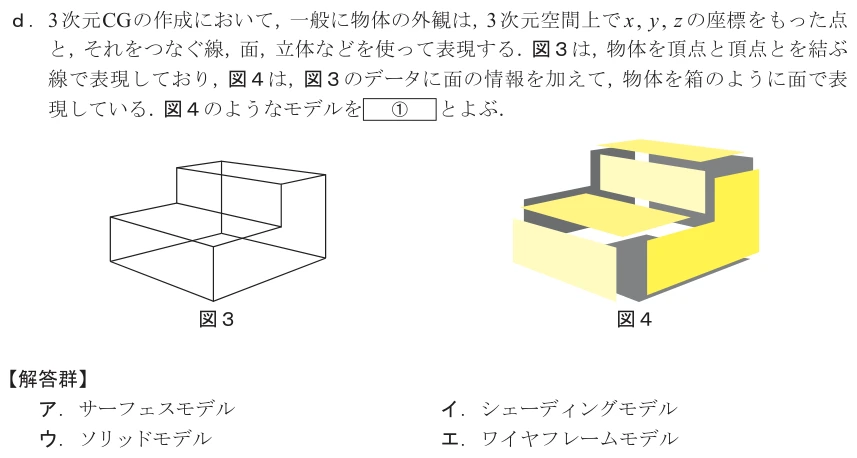 d．3次元CGの作成において，一般に物体の外観は，3次元空間上でx, y, zの座標をもった点
と，それをつなぐ線，面，立体などを使って表現する．図3は，物体を頂点と頂点とを結ぶ
線で表現しており，図4は，図3のデータに面の情報を加えて，物体を箱のように面で表
現している．図4のようなモデルを ① とよぶ．
図3
図4
【解答群】
ア．サーフェスモデル
イ．シェーディングモデル
ウ．ソリッドモデル
エ．ワイヤフレームモデル